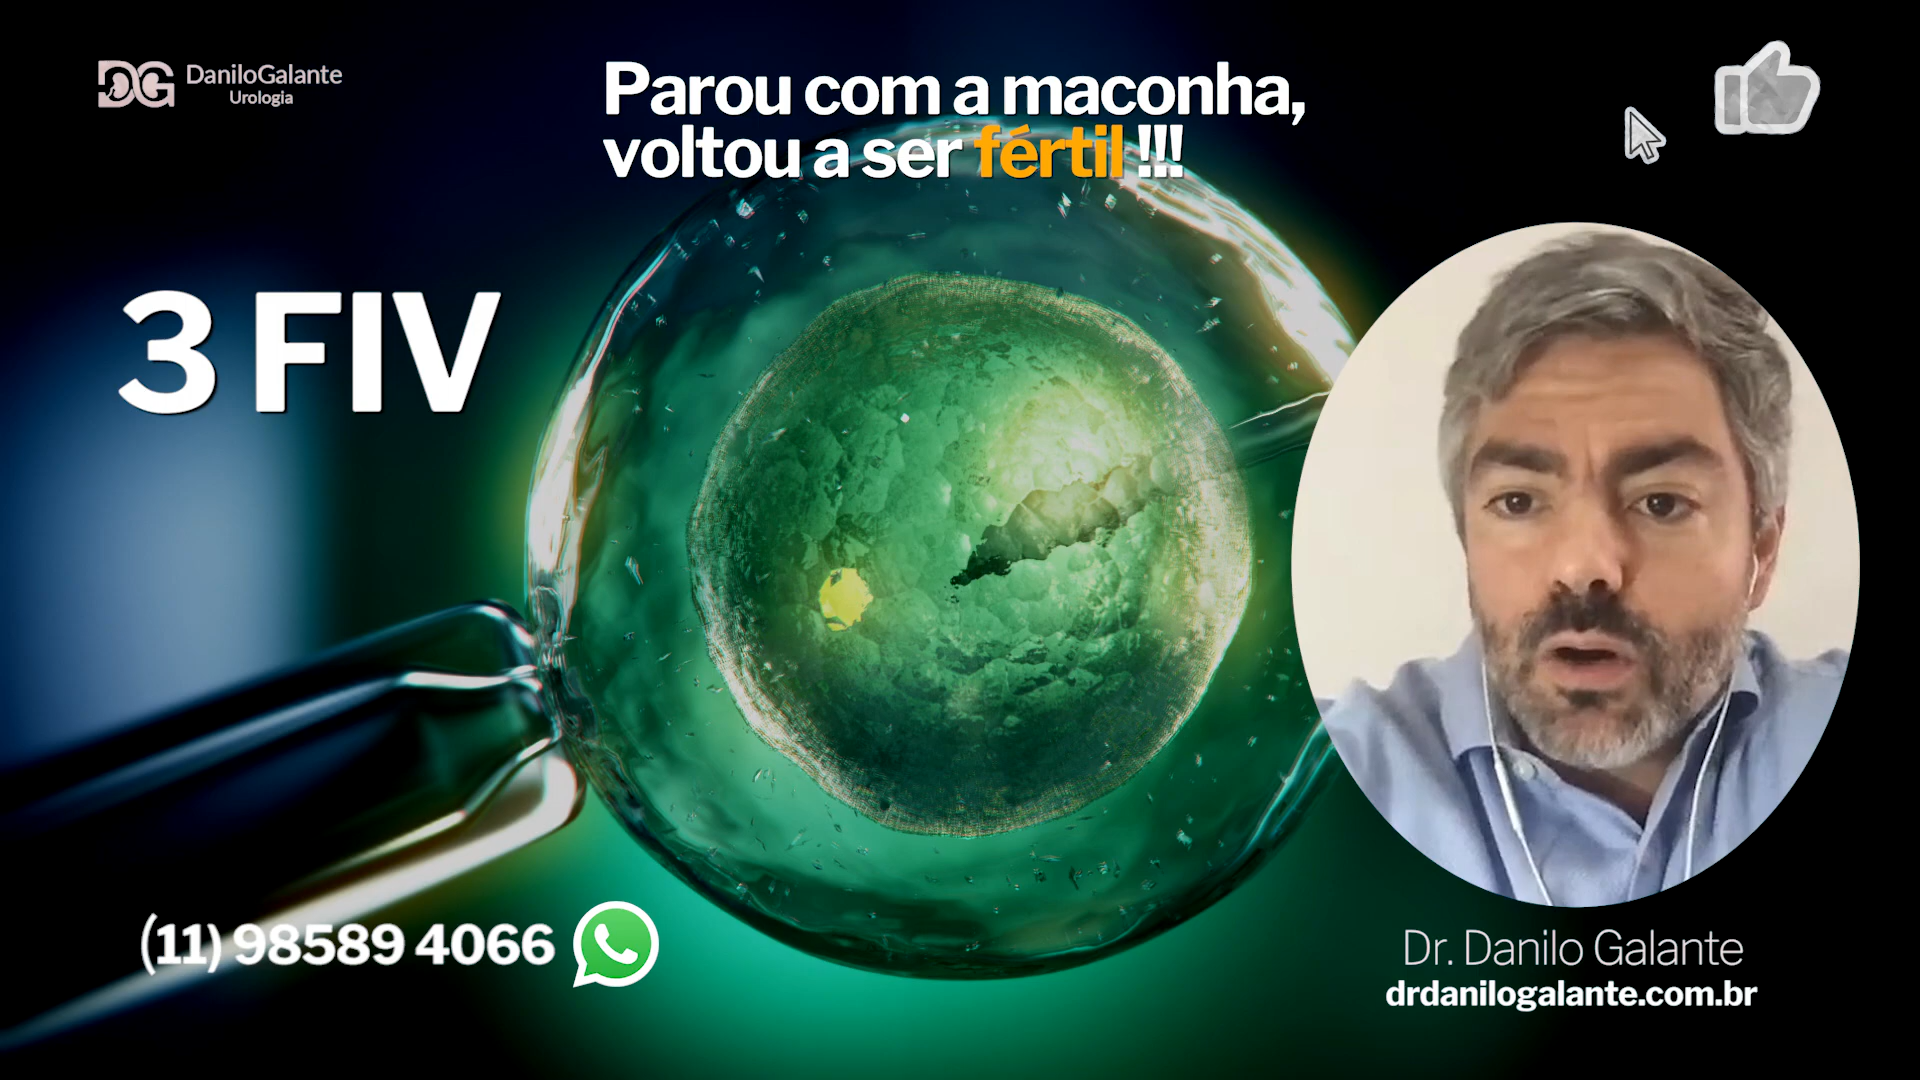 DG DaniloGalante
Urologia
Parou com a maconha,
voltou a ser fértil !!!
3 FIV
(11) 98589 4066
Dr. Danilo Galante
drdanilogalante.com.br